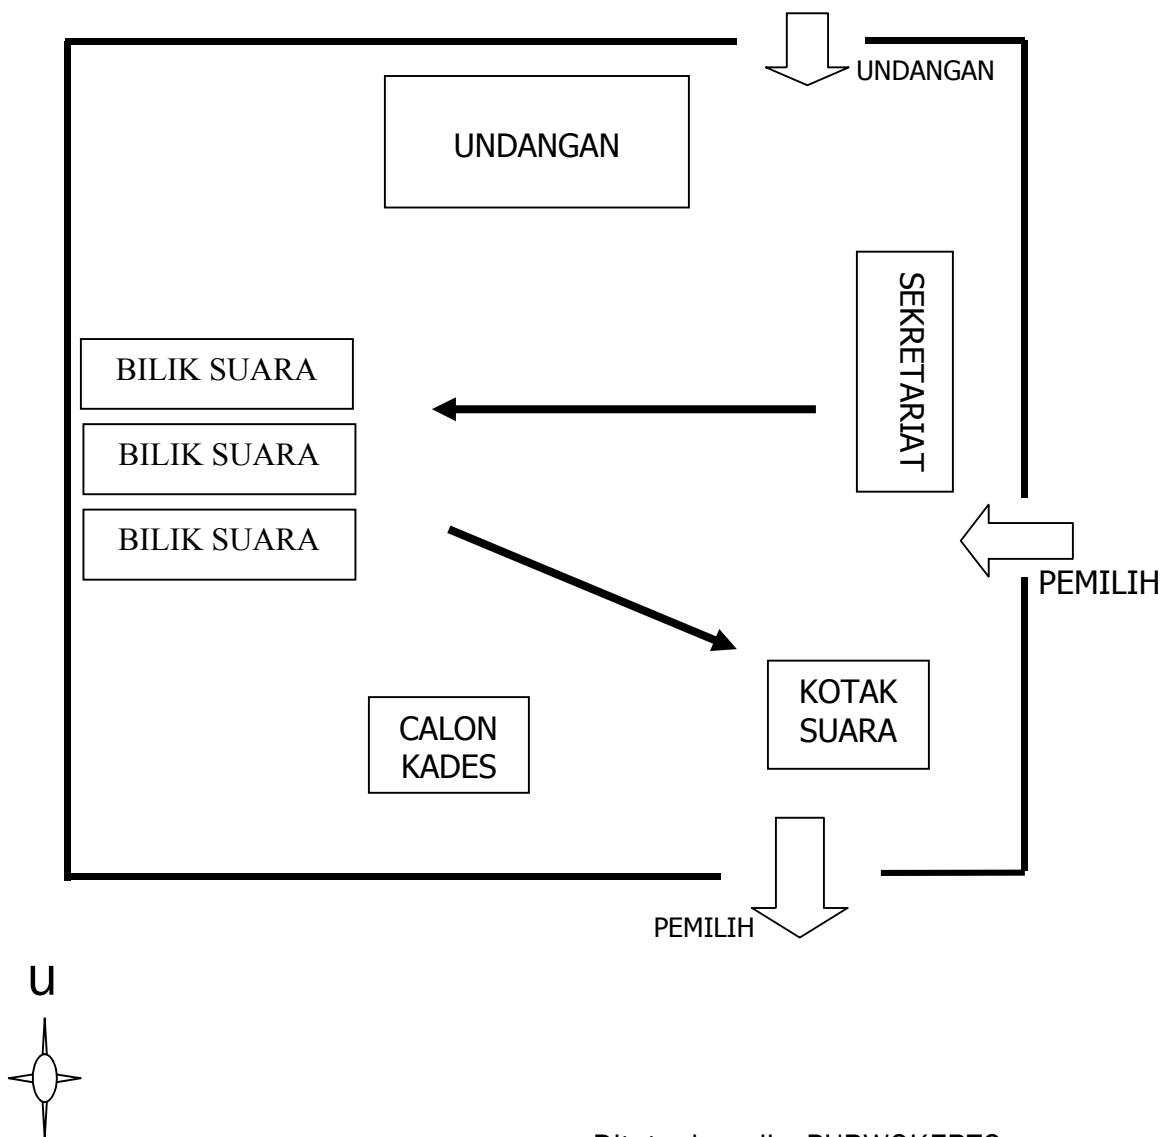 UNDANGAN
UNDANGAN
SEKRETARIAT
BILIK SUARA
BILIK SUARA
BILIK SUARA
PEMILIH
KOTAK
SUARA
CALON
KADES
PEMILIH
u